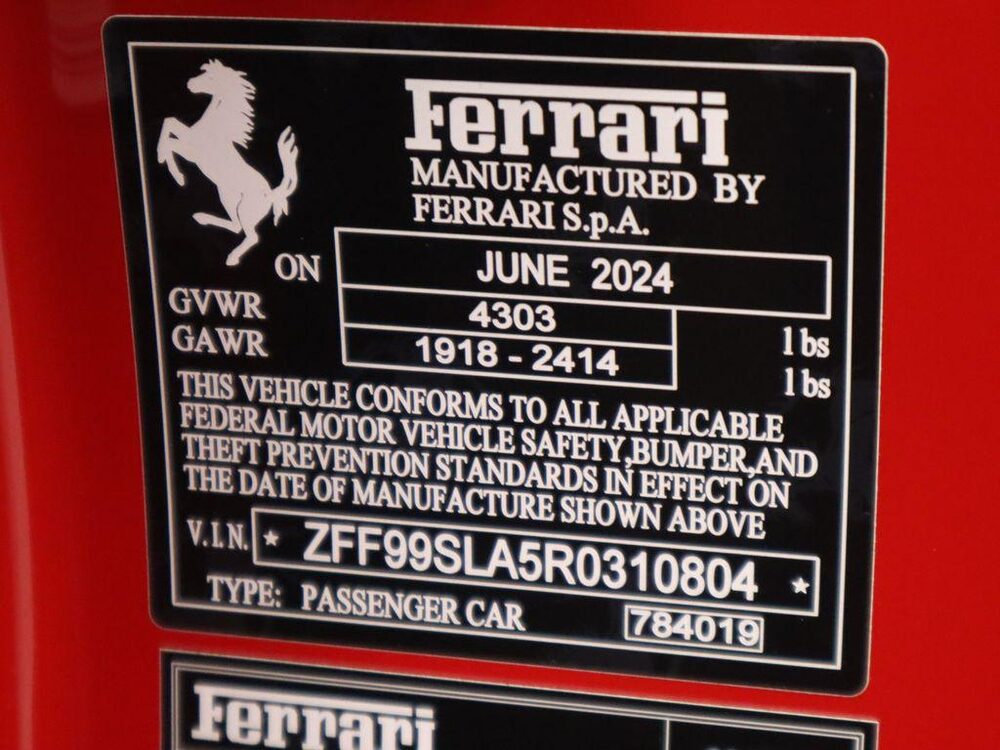 Ferrari
MANUFACTURED BY
FERRARI S.p.A.
ON JUNE 2024
GVWR 4303 lbs
GAWR 1918 - 2414 lbs
THIS VEHICLE CONFORMS TO ALL APPLICABLE
FEDERAL MOTOR VEHICLE SAFETY,BUMPER,AND
THEFT PREVENTION STANDARDS IN EFFECT ON
THE DATE OF MANUFACTURE SHOWN ABOVE
V.I.N. * ZFF99SLA5R0310804 *
TYPE: PASSENGER CAR 784019
Ferrari